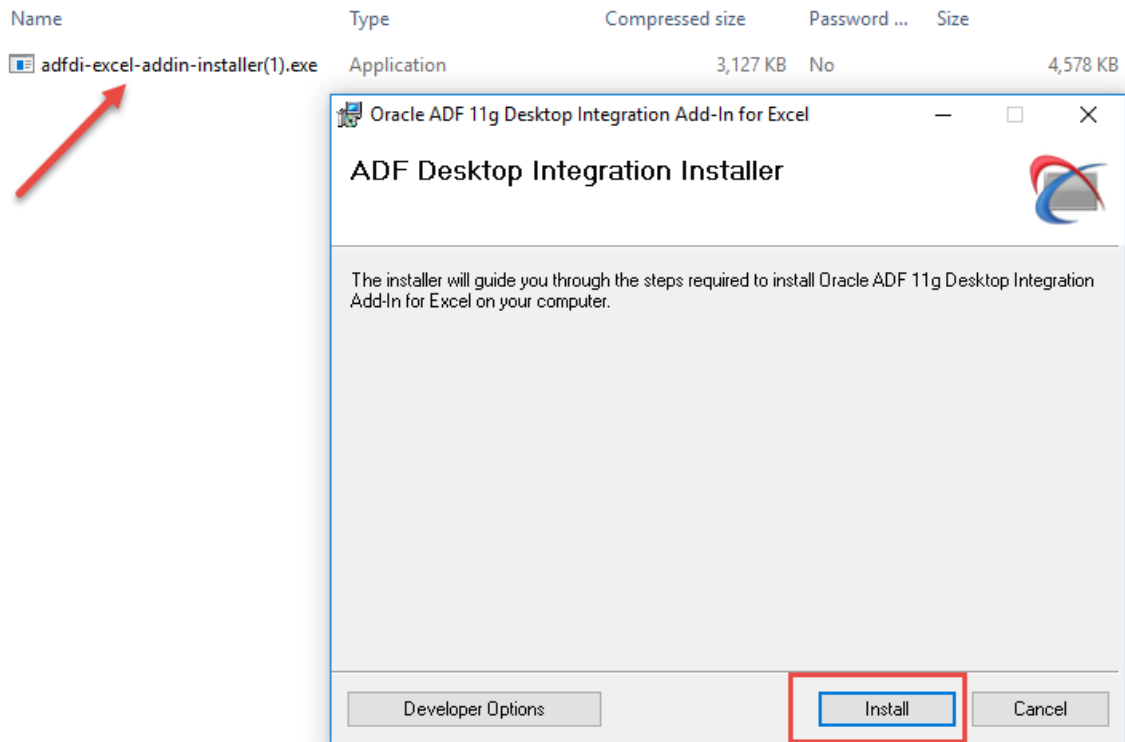 Name Type Compressed size Password ... Size
adfdi-excel-addin-installer(1).exe Application 3,127 KB No 4,578 KB
Oracle ADF 11g Desktop Integration Add-In for Excel
ADF Desktop Integration Installer
The installer will guide you through the steps required to install Oracle ADF 11g Desktop Integration
Add-In for Excel on your computer.
Developer Options Install Cancel